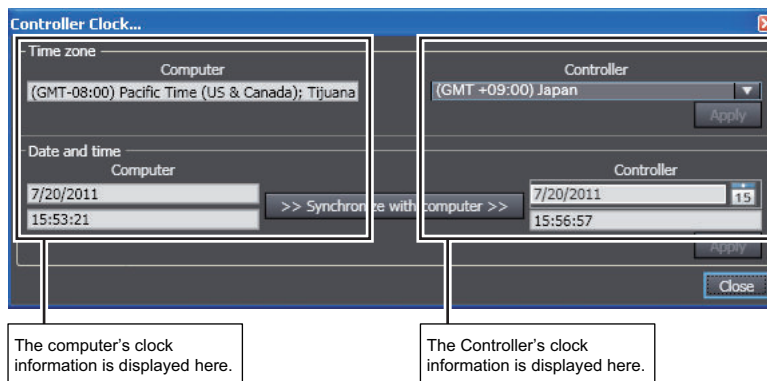 Controller Clock...
Time zone
Computer
Controller
(GMT-08:00) Pacific Time (US & Canada); Tijuana
(GMT +09:00) Japan
Apply
Date and time
Computer
Controller
7/20/2011
>> Synchronize with computer >>
7/20/2011
15
15:53:21
15:56:57
Apply
Close
The computer’s clock
information is displayed here.
The Controller’s clock
information is displayed here.